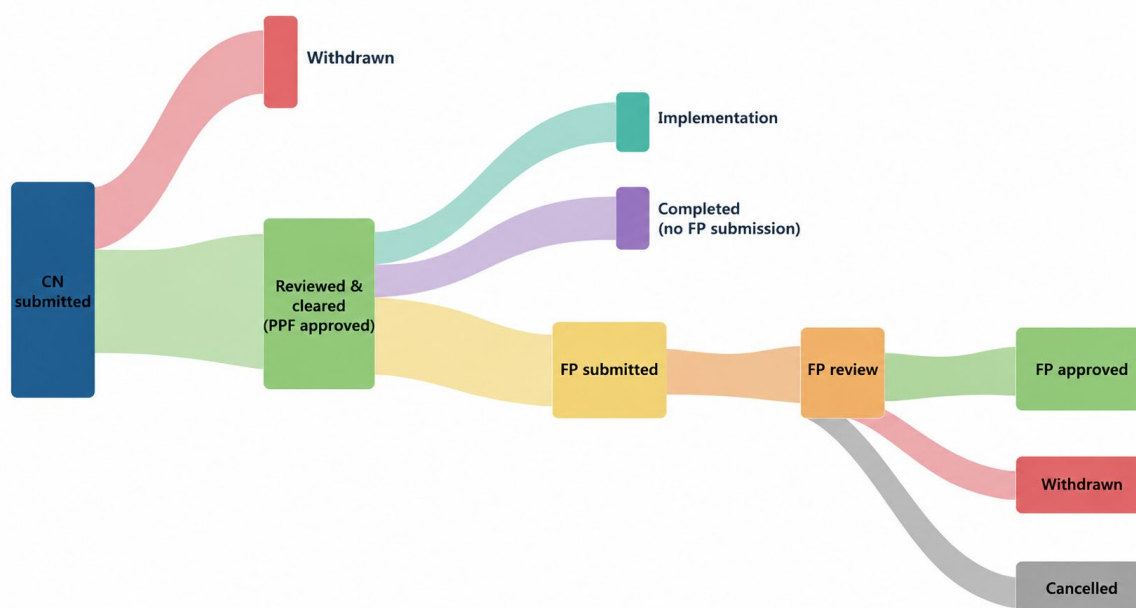 Withdrawn
Implementation
Completed
(no FP submission)
CN
submitted
Reviewed &
cleared
(PPF approved)
FP submitted
FP review
FP approved
Withdrawn
Cancelled